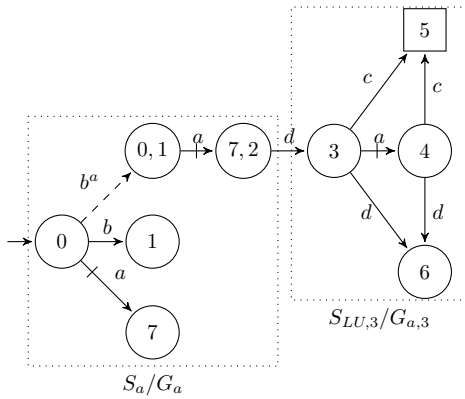 5
c
c
0, 1
a
7, 2
d
3
a
4
b^a
d
d
0
b
1
a
6
7
S_{LU,3}/G_{a,3}
S_a/G_a